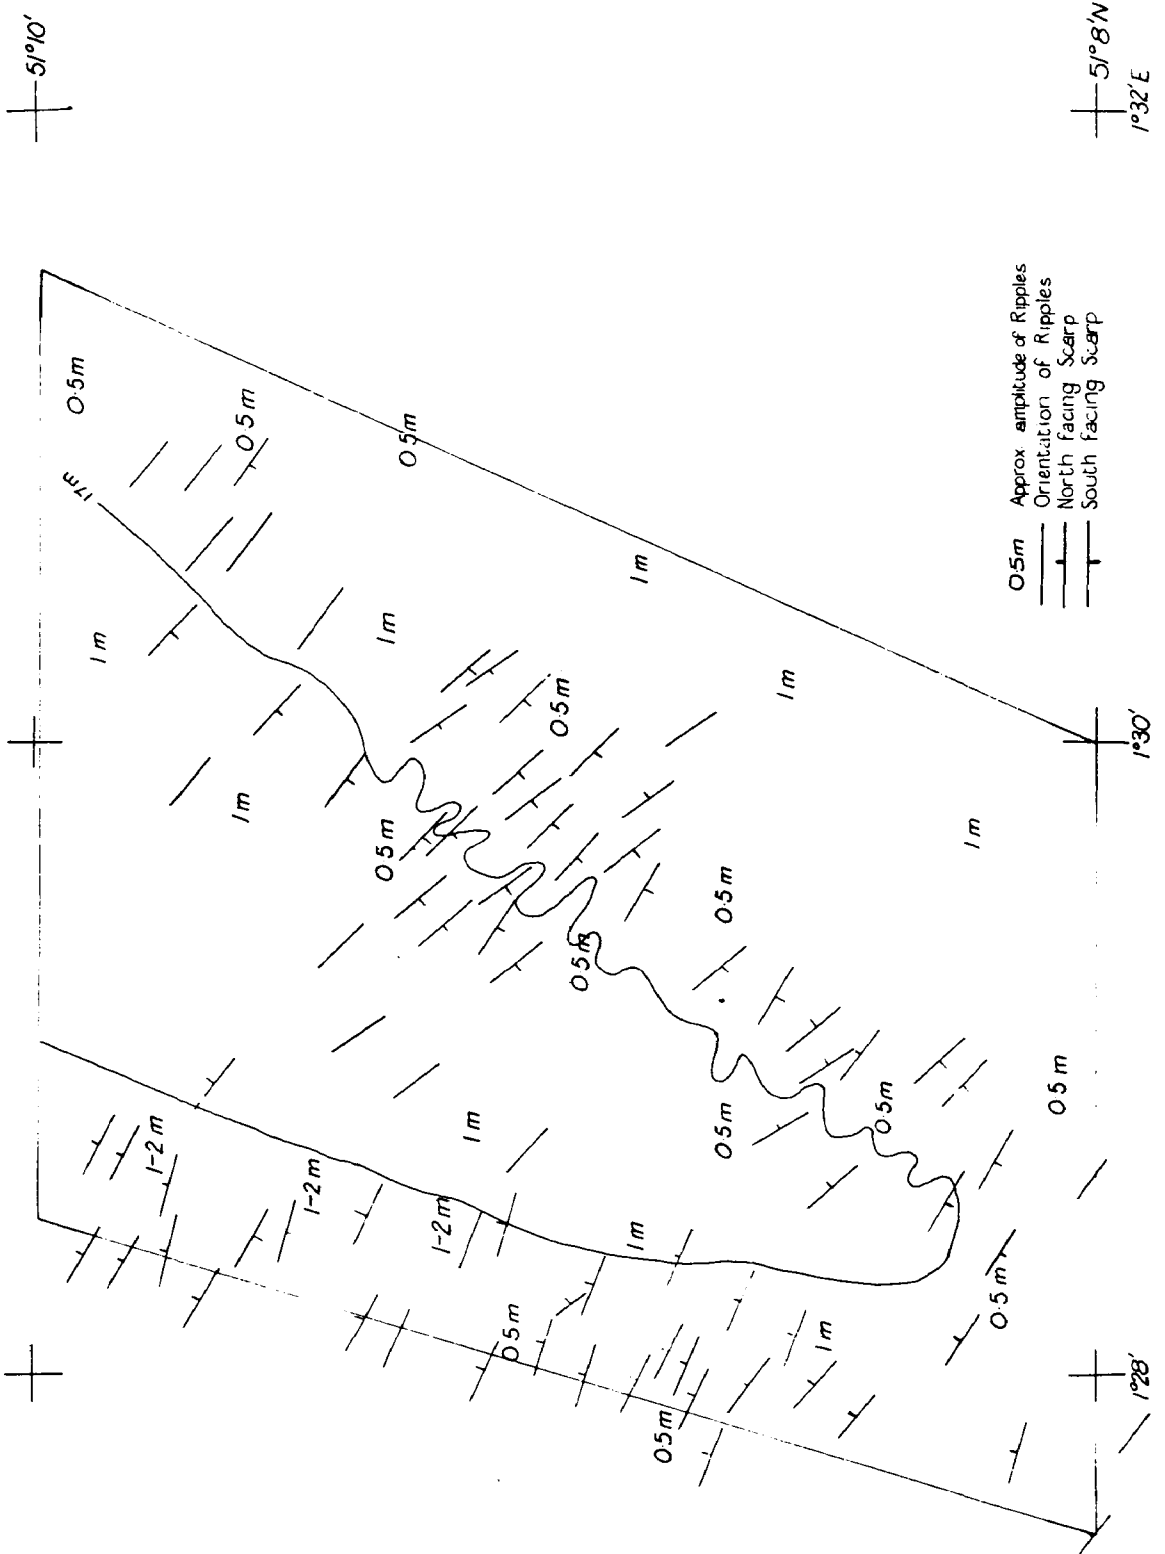 51°10'
51°8'N
1°32'E
0.5m
0.5m
0.5m
17m
1m
1m
1m
1m
0.5m
1m
1m
0.5m
1m
0.5m
0.5m
0.5m
0.5m
0.5m
1-2m
1-2m
1-2m
1m
1m
0.5m
1m
0.5m
0.5m
1°30'
1°28'
0.5m Approx. amplitude of Ripples
Orientation of Ripples
North facing Scarp
South facing Scarp